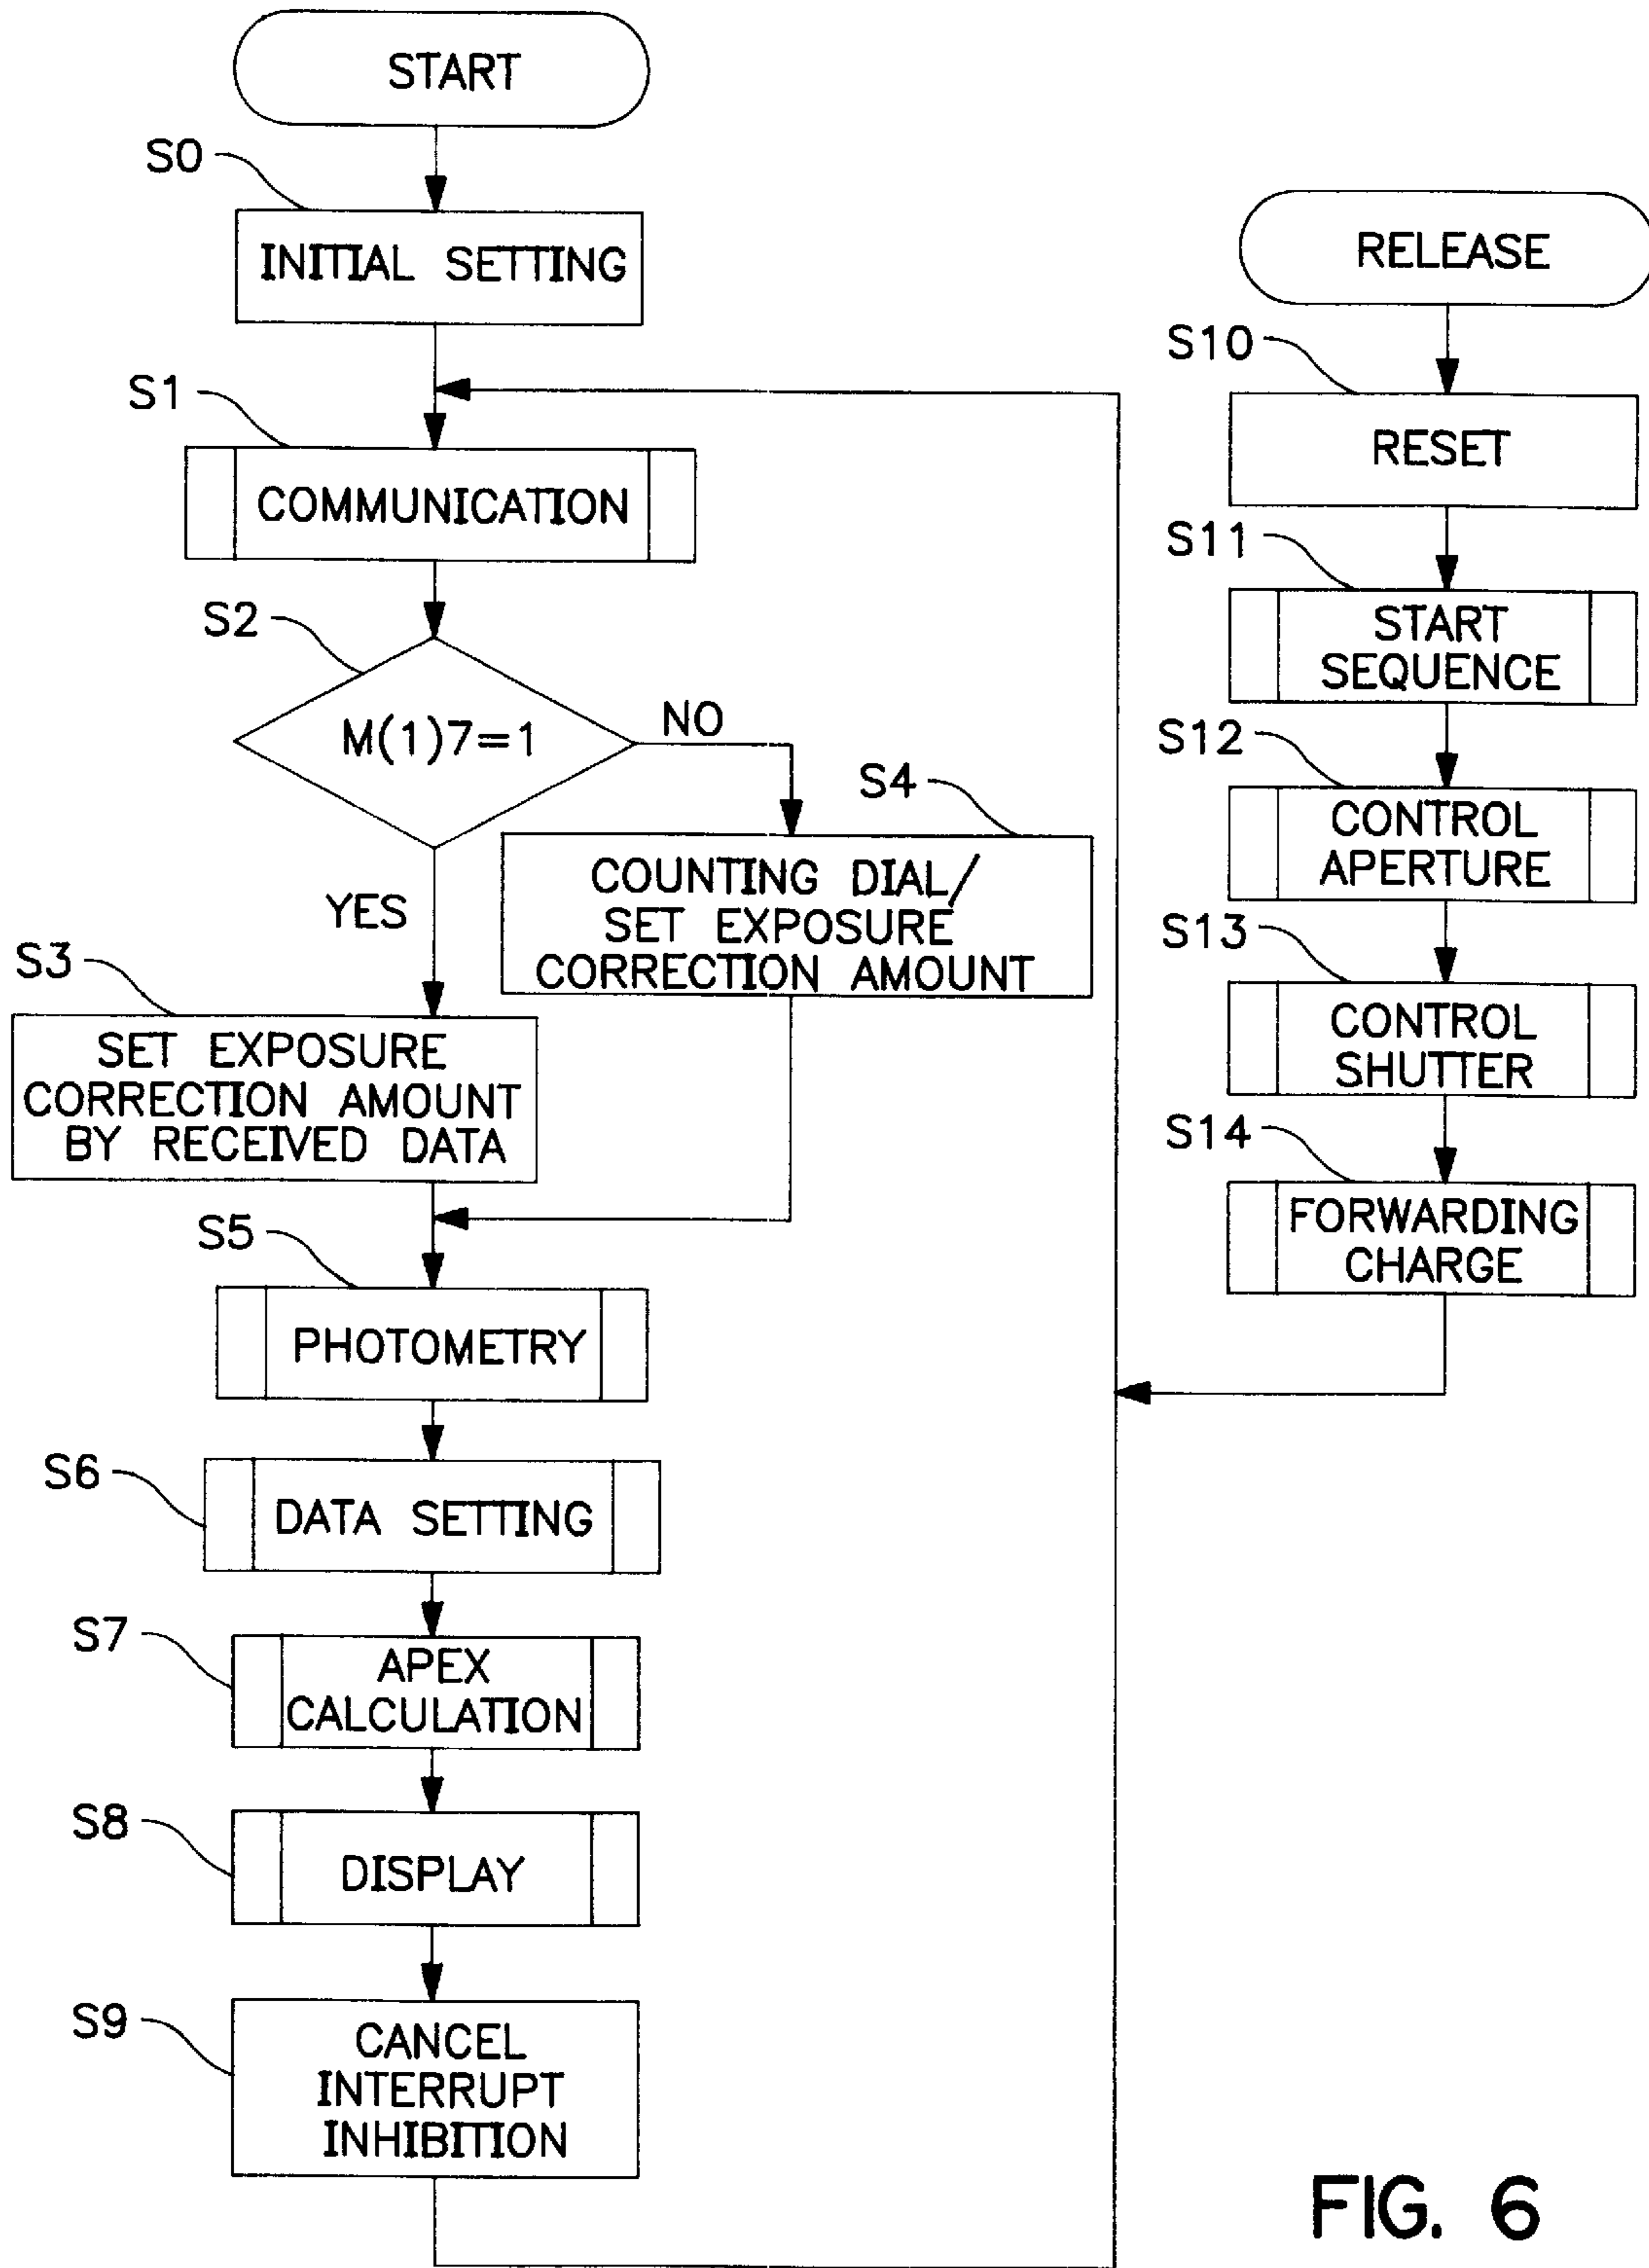 START
S0
INITIAL SETTING
S1
COMMUNICATION
S2
M(1)7=1
NO
YES
S4
COUNTING DIAL/
SET EXPOSURE
CORRECTION AMOUNT
S3
SET EXPOSURE
CORRECTION AMOUNT
BY RECEIVED DATA
S5
PHOTOMETRY
S6
DATA SETTING
S7
APEX
CALCULATION
S8
DISPLAY
S9
CANCEL
INTERRUPT
INHIBITION
RELEASE
S10
RESET
S11
START
SEQUENCE
S12
CONTROL
APERTURE
S13
CONTROL
SHUTTER
S14
FORWARDING
CHARGE
FIG. 6